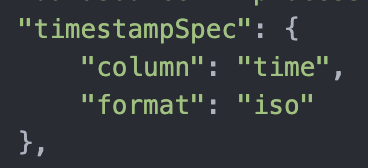 "timestampSpec": {
"column": "time",
"format": "iso"
},